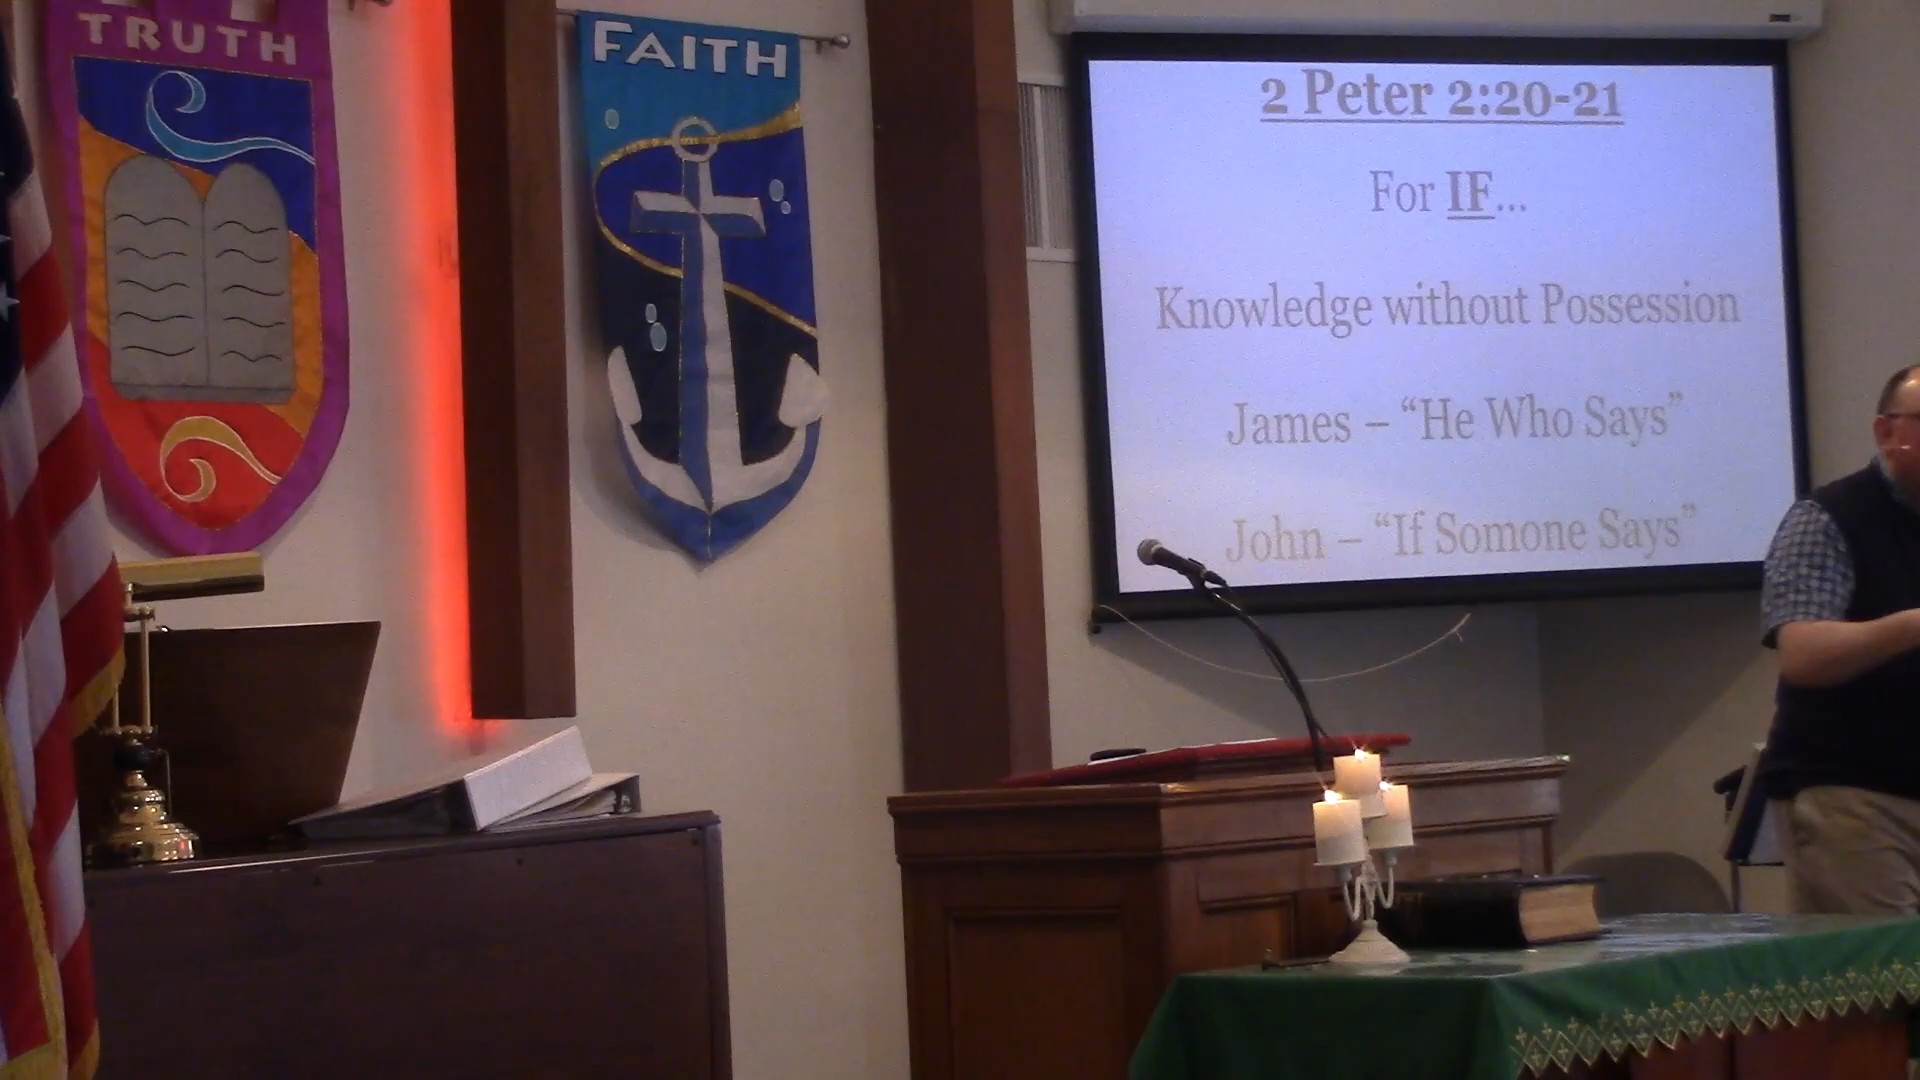 TRUTH
FAITH
2 Peter 2:20-21
For IF...
Knowledge without Possession
James – “He Who Says”
John – “If Somone Says”